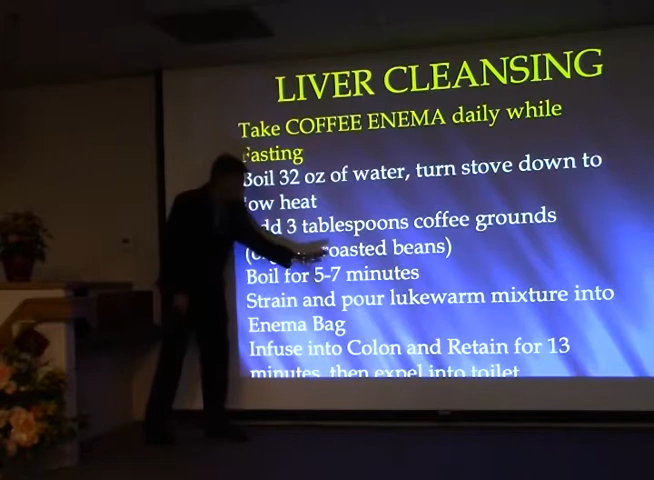 LIVER CLEANSING
Take COFFEE ENEMA daily while
Fasting
Boil 32 oz of water, turn stove down to
low heat
Add 3 tablespoons coffee grounds
roasted beans)
Boil for 5-7 minutes
Strain and pour lukewarm mixture into
Enema Bag
Infuse into Colon and Retain for 13
minutes, then expel into toilet